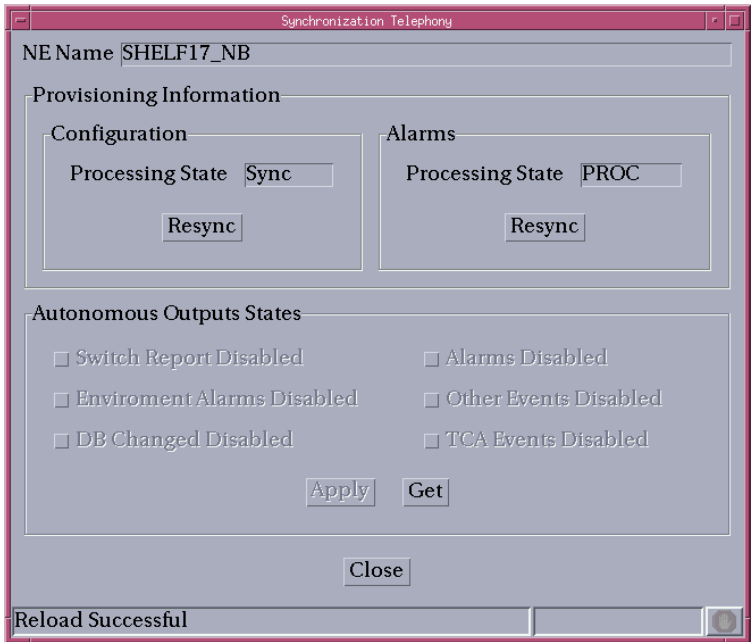 Synchronization Telephony
NE Name SHELF17_NB
Provisioning Information
Configuration
Processing State Sync
Resync
Alarms
Processing State PROC
Resync
Autonomous Outputs States
Switch Report Disabled
Alarms Disabled
Enviroment Alarms Disabled
Other Events Disabled
DB Changed Disabled
TCA Events Disabled
Apply Get
Close
Reload Successful